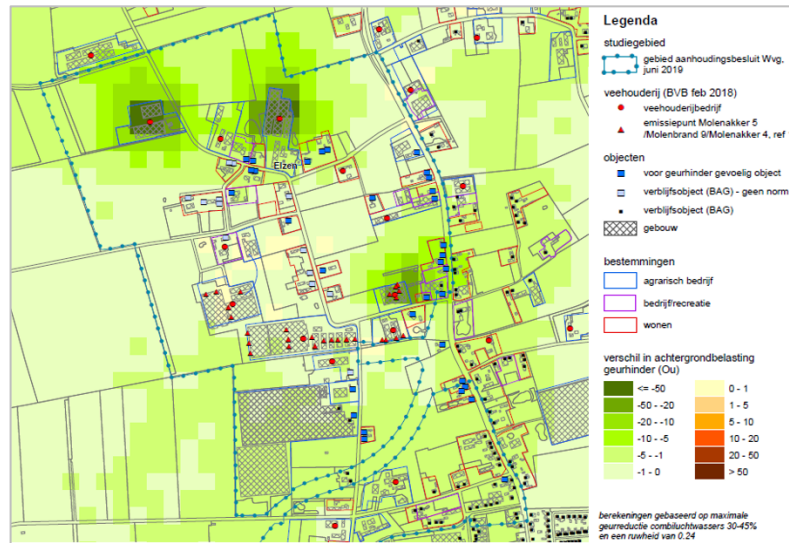 Elzen
Legenda
studiegebied
gebied aanhoudingsbesluit Wvg,
juni 2019
veehouderij (BVB feb 2018)
veehouderijbedrijf
emissiepunt Molenakker 5
/Molenbrand 9/Molenakker 4, ref
objecten
voor geurhinder gevoelig object
verblijfsobject (BAG) - geen norm
verblijfsobject (BAG)
gebouw
bestemmingen
agrarisch bedrijf
bedrijf/recreatie
wonen
verschil in achtergrondbelasting
geurhinder (Ou)
<= -50 0 - 1
-50 - -20 1 - 5
-20 - -10 5 - 10
-10 - -5 10 - 20
-5 - -1 20 - 50
-1 - 0 > 50
berekeningen gebaseerd op maximale
geurreductie combiluchtwassers 30-45%
en een ruwheid van 0.24